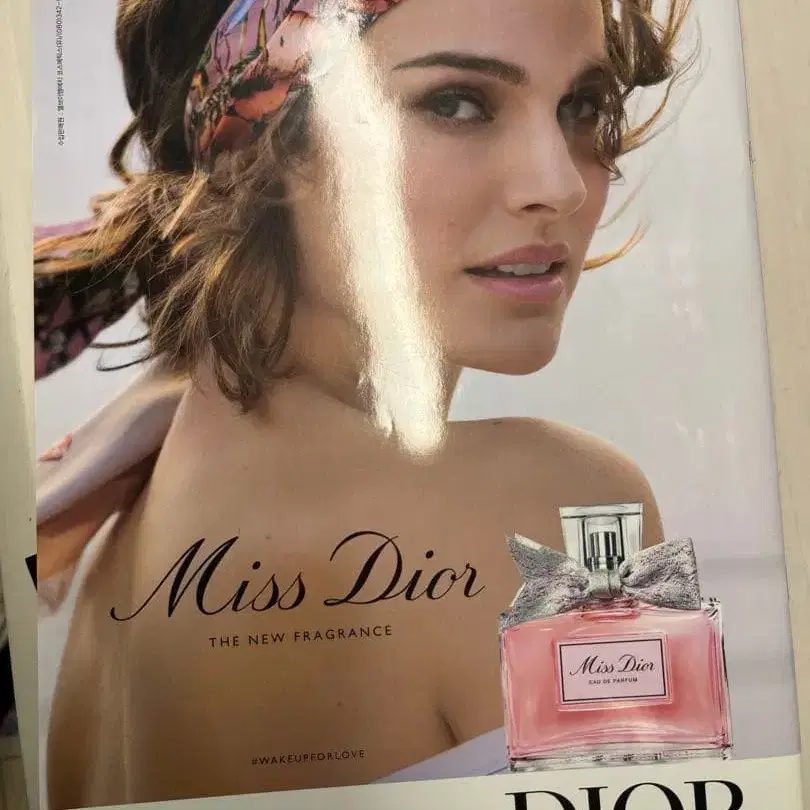 Miss Dior
THE NEW FRAGRANCE
Miss Dior
EAU DE PARFUM
#WAKEUPFORLOVE
DIOR